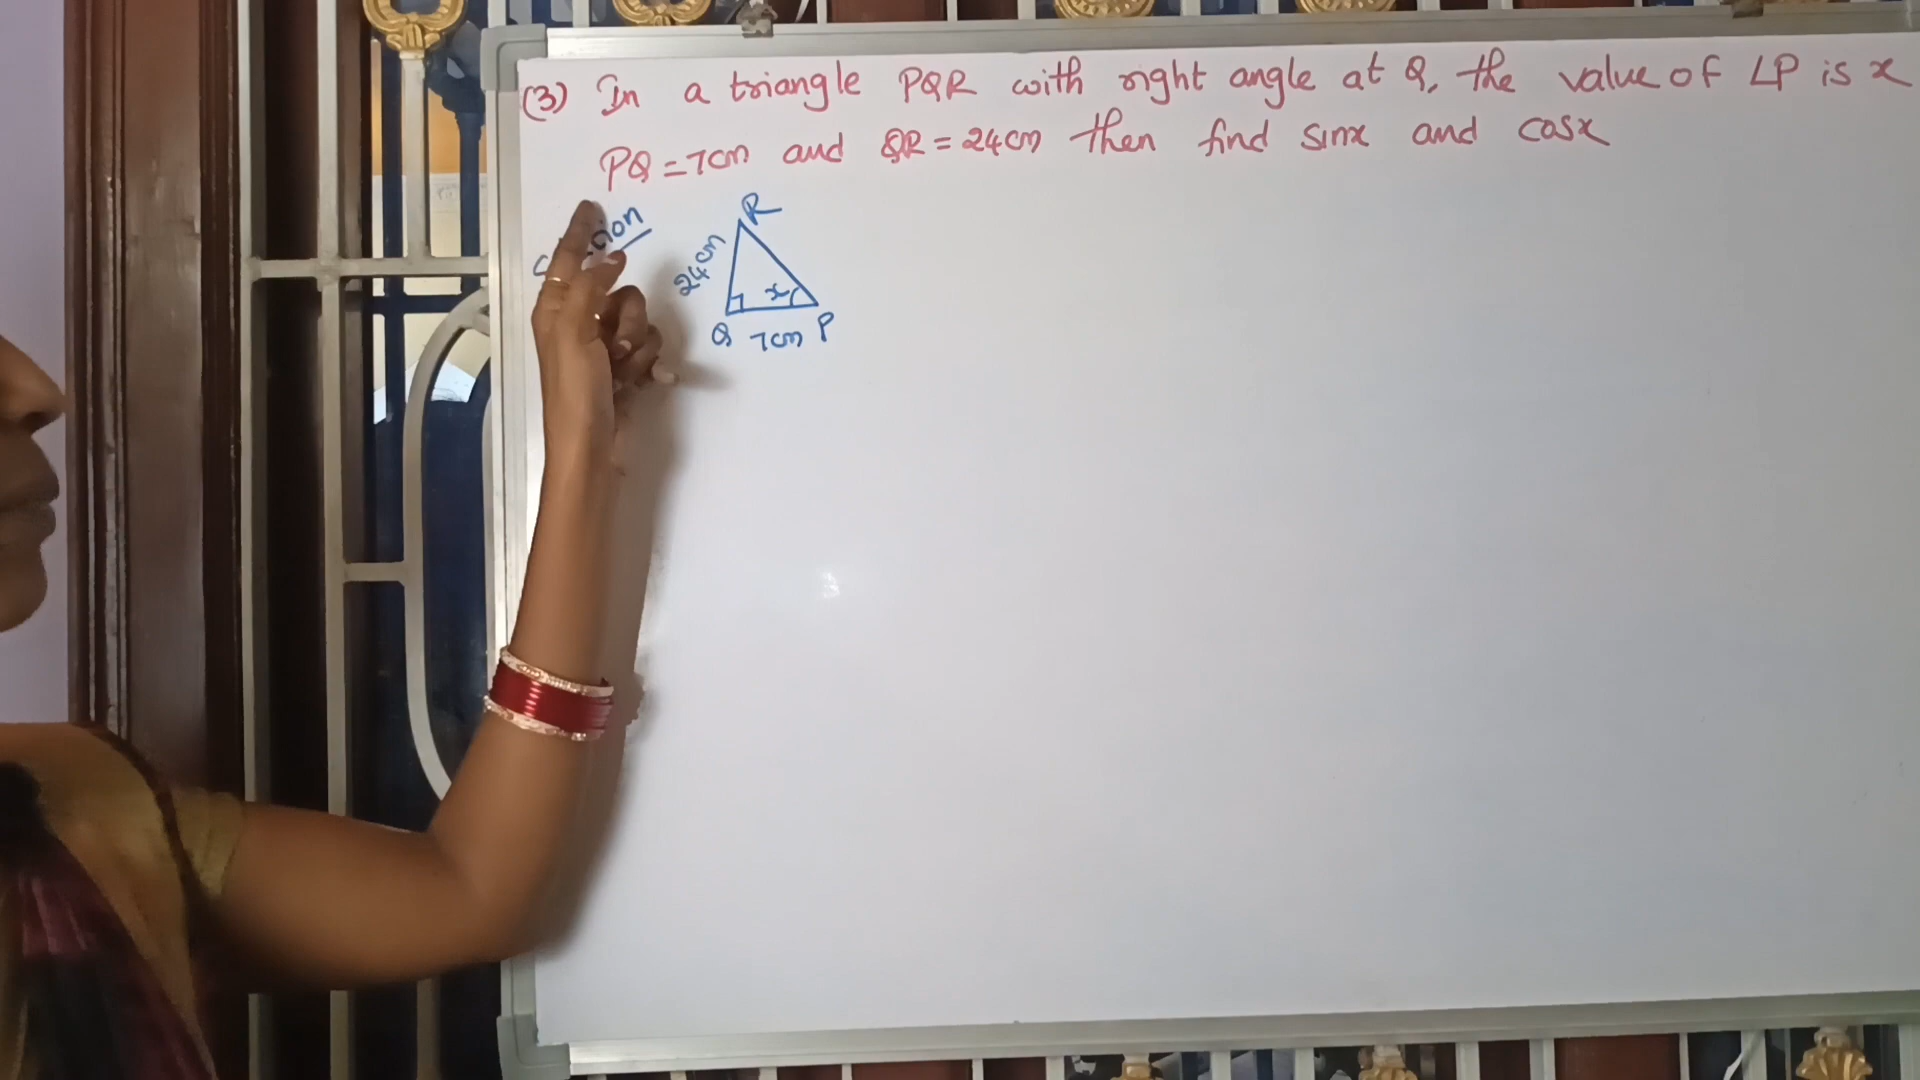 (3) In a triangle PQR with right angle at Q, the value of ∠P is x
PQ = 7cm and QR = 24cm then find sinx and cosx
R
24cm
x
Q 7cm P